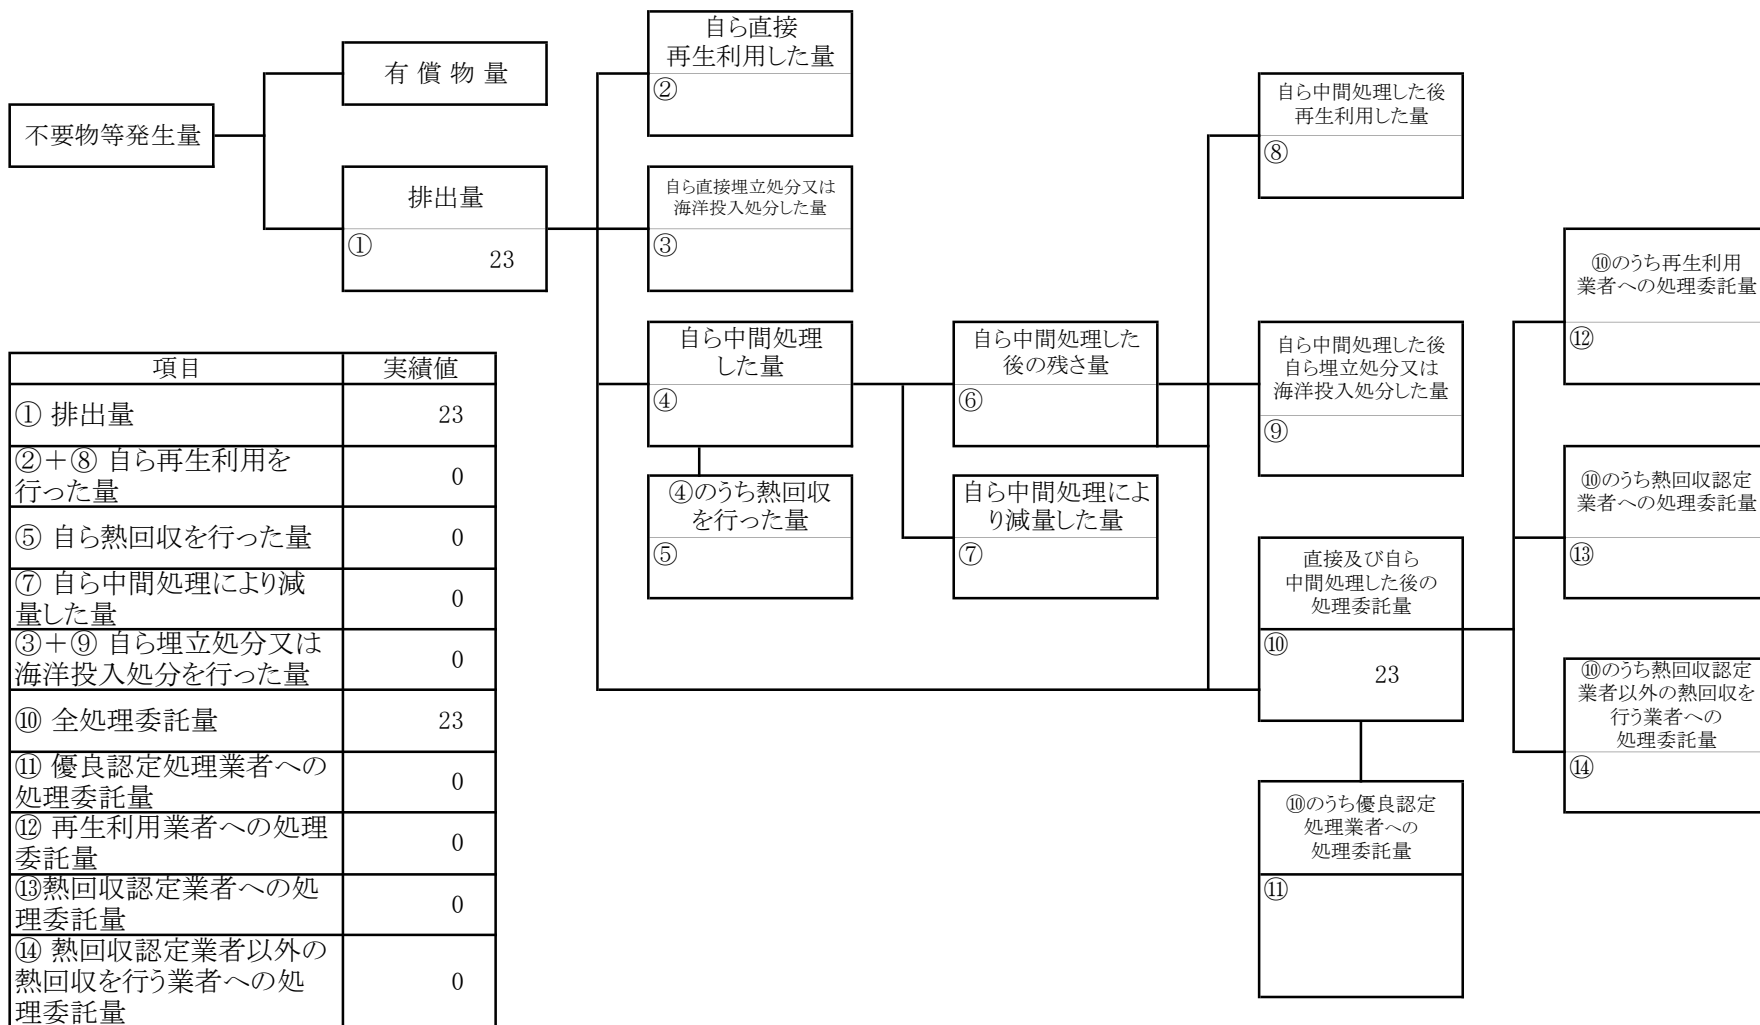 不要物等発生量
有 償 物 量
排出量
①
23
自ら直接
再生利用した量
②
自ら直接埋立処分又は
海洋投入処分した量
③
自ら中間処理
した量
④
④のうち熱回収
を行った量
⑤
自ら中間処理した
後の残さ量
⑥
自ら中間処理によ
り減量した量
⑦
自ら中間処理した後
再生利用した量
⑧
自ら中間処理した後
自ら埋立処分又は
海洋投入処分した量
⑨
直接及び自ら
中間処理した後の
処理委託量
⑩
23
⑩のうち優良認定
処理業者への
処理委託量
⑪
⑩のうち再生利用
業者への処理委託量
⑫
⑩のうち熱回収認定
業者への処理委託量
⑬
⑩のうち熱回収認定
業者以外の熱回収を
行う業者への
処理委託量
⑭
項目 実績値
① 排出量 23
②＋⑧ 自ら再生利用を
行った量 0
⑤ 自ら熱回収を行った量 0
⑦ 自ら中間処理により減
量した量 0
③＋⑨ 自ら埋立処分又は
海洋投入処分を行った量 0
⑩ 全処理委託量 23
⑪ 優良認定処理業者への
処理委託量 0
⑫ 再生利用業者への処理
委託量 0
⑬熱回収認定業者への処
理委託量 0
⑭ 熱回収認定業者以外の
熱回収を行う業者への処 0
理委託量